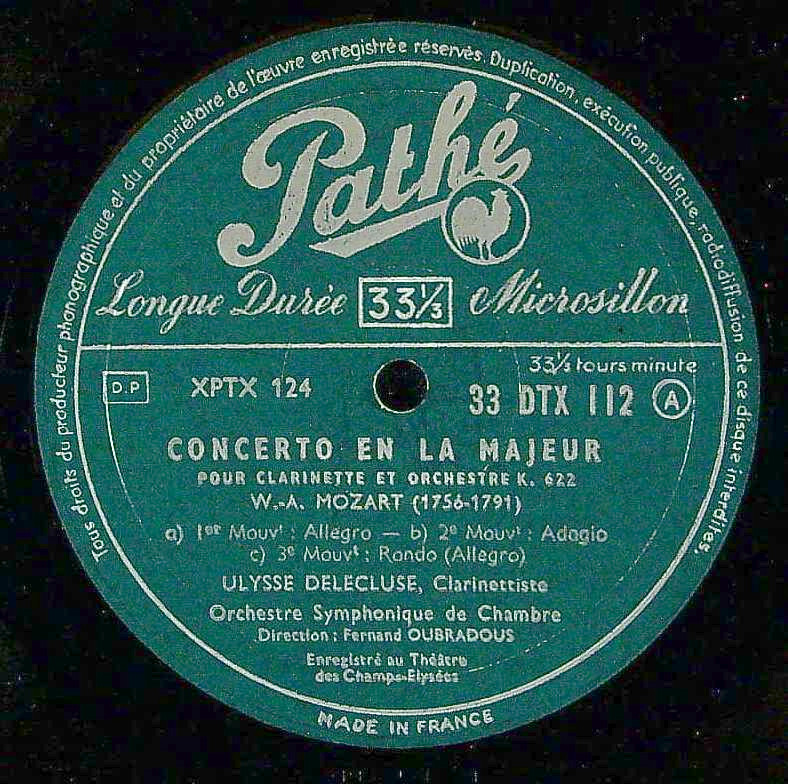 Tous droits du producteur phonographique et du propriétaire de l'œuvre enregistrée réservés. Duplication, exécution publique, radiodiffusion de ce disque interdites.
Pathé
Longue Durée 33⅓ Microsillon
33⅓ tours minute
D.P XPTX 124 33 DTX 112 A
CONCERTO EN LA MAJEUR
POUR CLARINETTE ET ORCHESTRE K. 622
W.-A. MOZART (1756-1791)
a) 1er Mouvt : Allegro — b) 2e Mouvt : Adagio
c) 3e Mouvt : Rondo (Allegro)
ULYSSE DELECLUSE, Clarinettiste
Orchestre Symphonique de Chambre
Direction : Fernand OUBRADOUS
Enregistré au Théâtre
des Champs-Elysées
MADE IN FRANCE